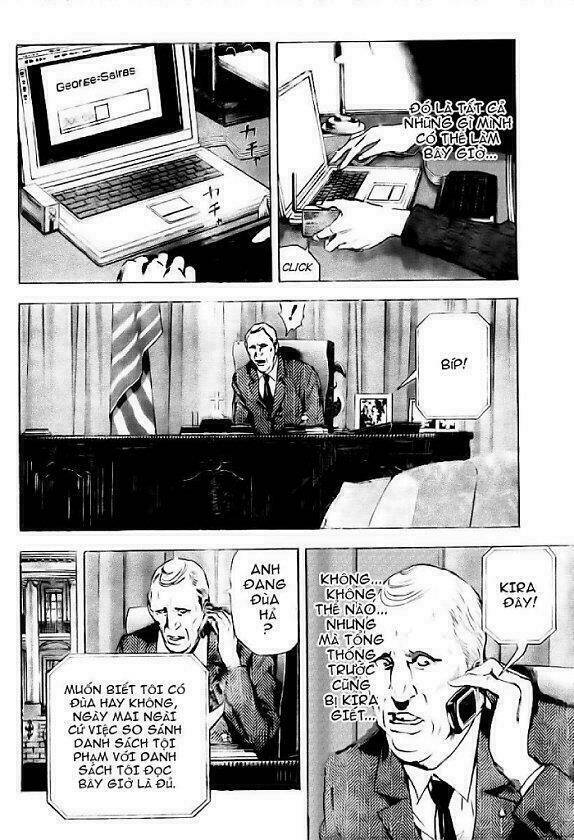 George=Sairas
カチャ
カチ
ĐÓ LÀ TẤT CẢ
NHỮNG GÌ MÌNH
CÓ THỂ LÀM
BÂY GIỜ...
CLICK
!
BÍP!
ANH
ĐANG
ĐÙA
HẢ
?
MUỐN BIẾT TÔI CÓ
ĐÙA HAY KHÔNG,
NGÀY MAI NGÀI
CỨ VIỆC SO SÁNH
DANH SÁCH TỘI
PHẠM VỚI DANH
SÁCH TÔI ĐỌC
BÂY GIỜ LÀ ĐỦ.
KHÔNG...
KHÔNG
THỂ NÀO...
NHƯNG
MÀ TỔNG
THỐNG
TRƯỚC
CŨNG
BỊ KIRA
GIẾT...
KIRA
ĐÂY!